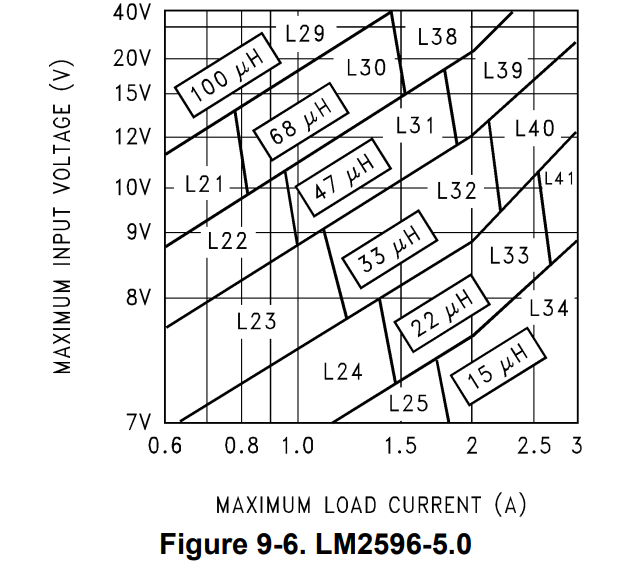 40V
L29
L38
20V
100 μH
L30
L39
15V
68 μH
L31
L40
12V
47 μH
L41
10V
L21
L32
9V
L22
33 μH
L33
8V
L23
22 μH
L34
L24
15 μH
L25
7V
0.6 0.8 1.0 1.5 2 2.5 3
MAXIMUM INPUT VOLTAGE (V)
MAXIMUM LOAD CURRENT (A)
Figure 9-6. LM2596-5.0